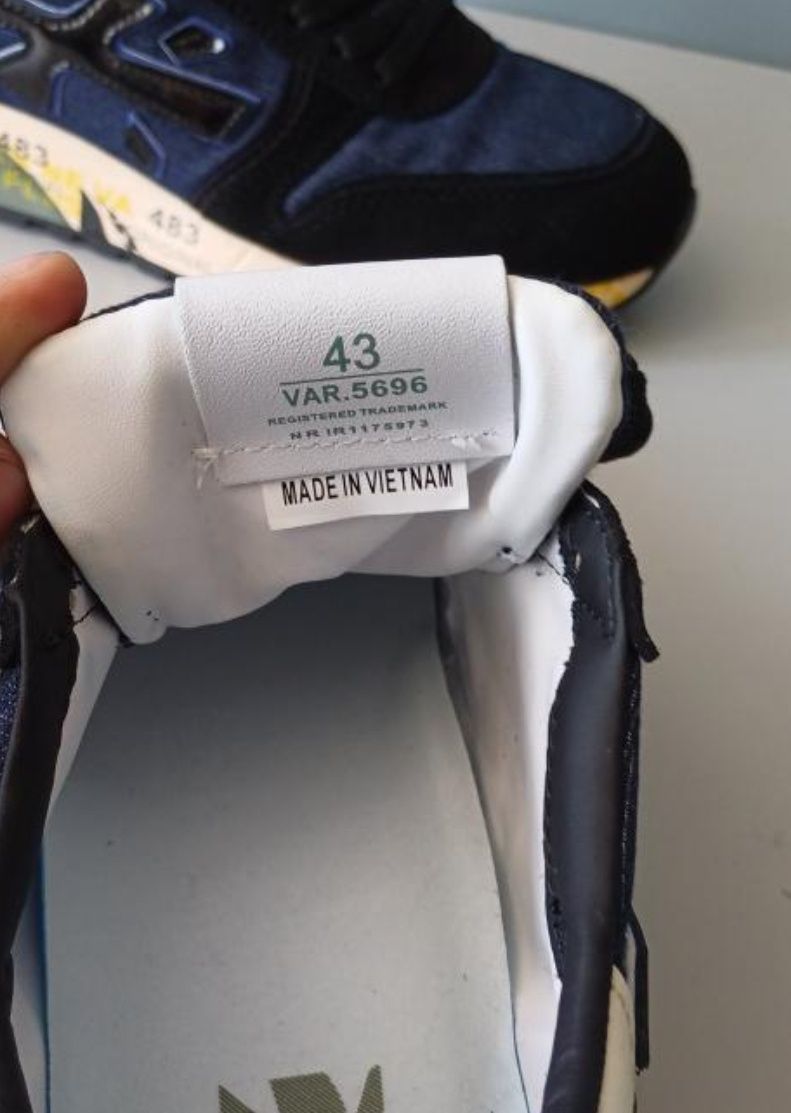 483
483
43
VAR.5696
REGISTERED TRADEMARK
NR IR1175973
MADE IN VIETNAM